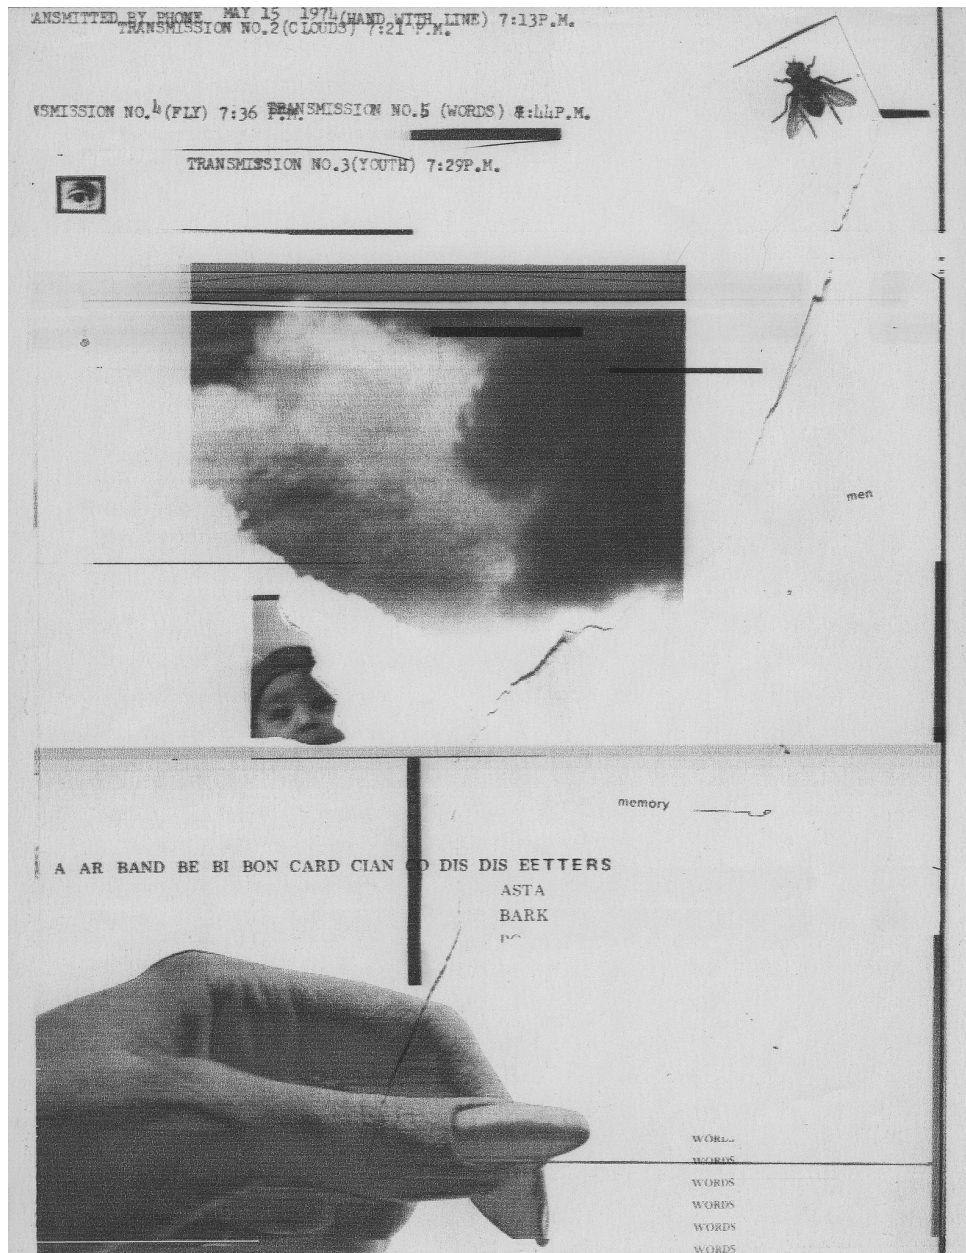 ANSMITTED BY PHONE MAY 15 1974 (HAND WITH LINE) 7:13P.M.
TRANSMISSION NO.2(CLOUDS) 7:21 P.M.
SMISSION NO.4(FLY) 7:36 P.M. TRANSMISSION NO.5 (WORDS) :44P.M.
TRANSMISSION NO.3(YOUTH) 7:29P.M.
men
memory
A AR BAND BE BI BON CARD CIAN CO DIS DIS EETTERS
ASTA
BARK
WORDS
WORDS
WORDS
WORDS
WORDS